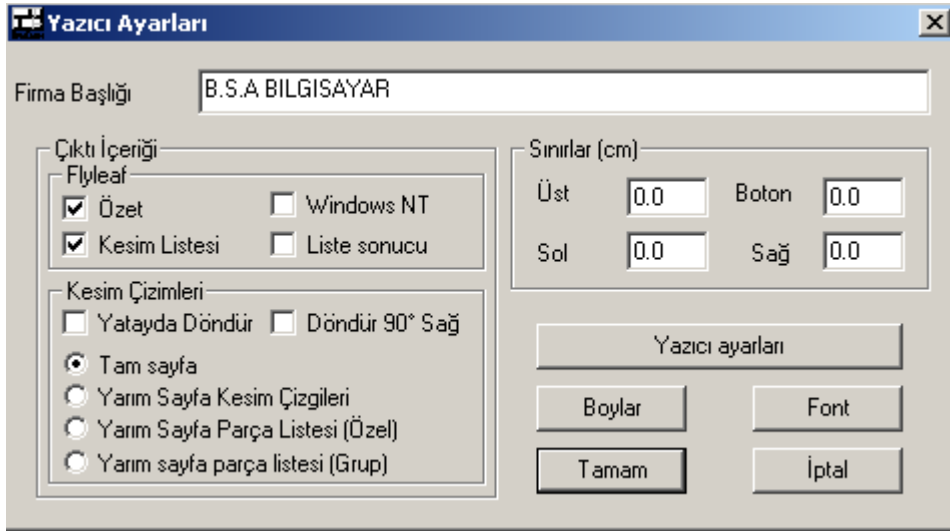 Yazıcı Ayarları
Firma Başlığı B.S.A BILGISAYAR
Çıktı İçeriği
Flyleaf
Özet Windows NT
Kesim Listesi Liste sonucu
Kesim Çizimleri
Yatayda Döndür Döndür 90° Sağ
Tam sayfa
Yarım Sayfa Kesim Çizgileri
Yarım Sayfa Parça Listesi (Özel)
Yarım sayfa parça listesi (Grup)
Sınırlar (cm)
Üst 0.0 Boton 0.0
Sol 0.0 Sağ 0.0
Yazici ayarları
Boylar Font
Tamam İptal